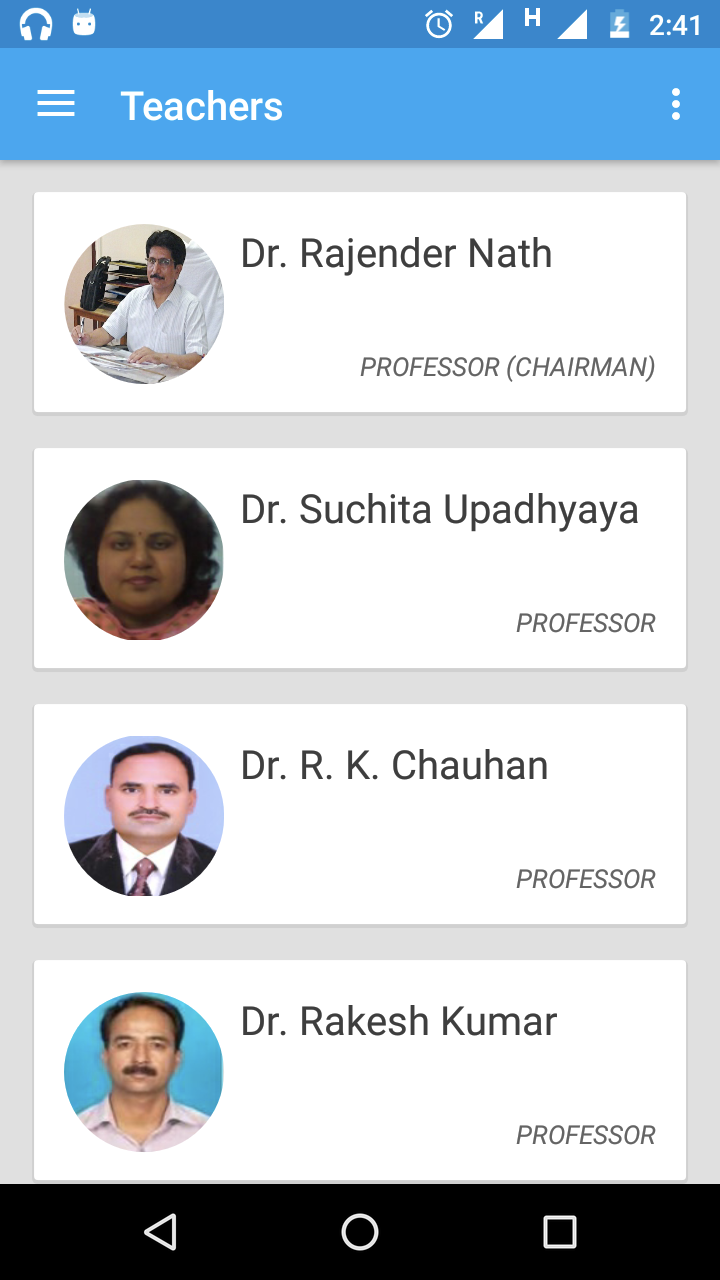 R H 2:41
Teachers
Dr. Rajender Nath
PROFESSOR (CHAIRMAN)
Dr. Suchita Upadhyaya
PROFESSOR
Dr. R. K. Chauhan
PROFESSOR
Dr. Rakesh Kumar
PROFESSOR